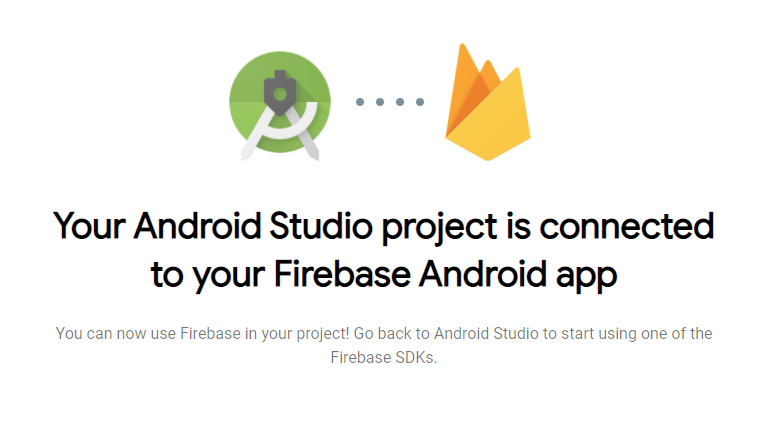 Your Android Studio project is connected
to your Firebase Android app
You can now use Firebase in your project! Go back to Android Studio to start using one of the
Firebase SDKs.